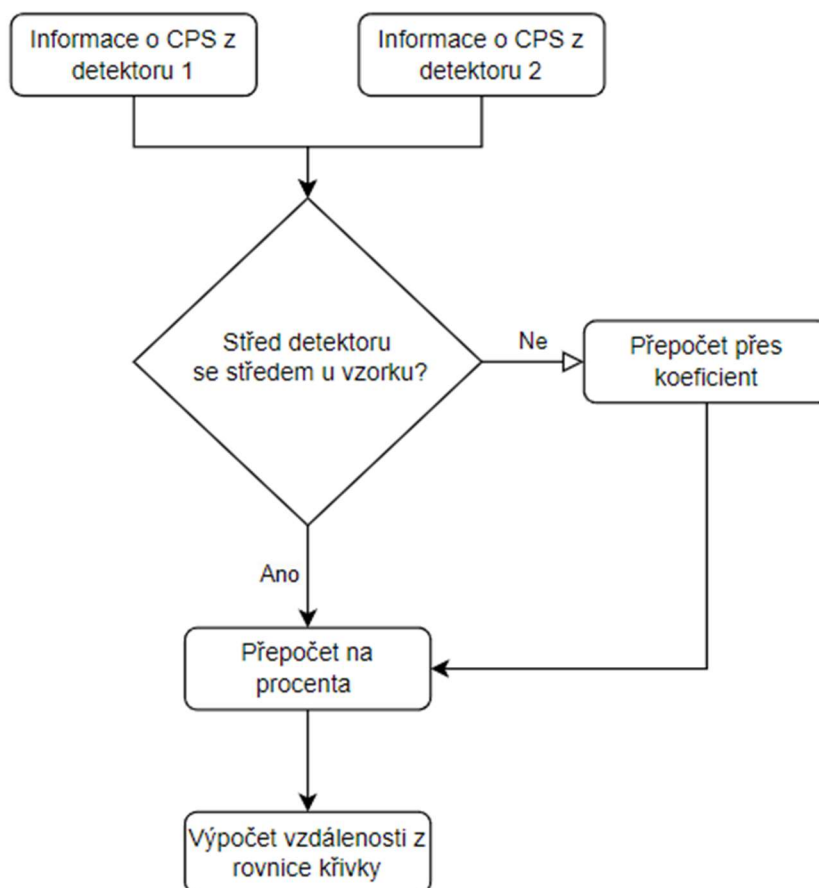 Informace o CPS z
detektoru 1
Informace o CPS z
detektoru 2
Střed detektoru
se středem u vzorku?
Ne
Přepočet přes
koeficient
Ano
Přepočet na
procenta
Výpočet vzdálenosti z
rovnice křivky